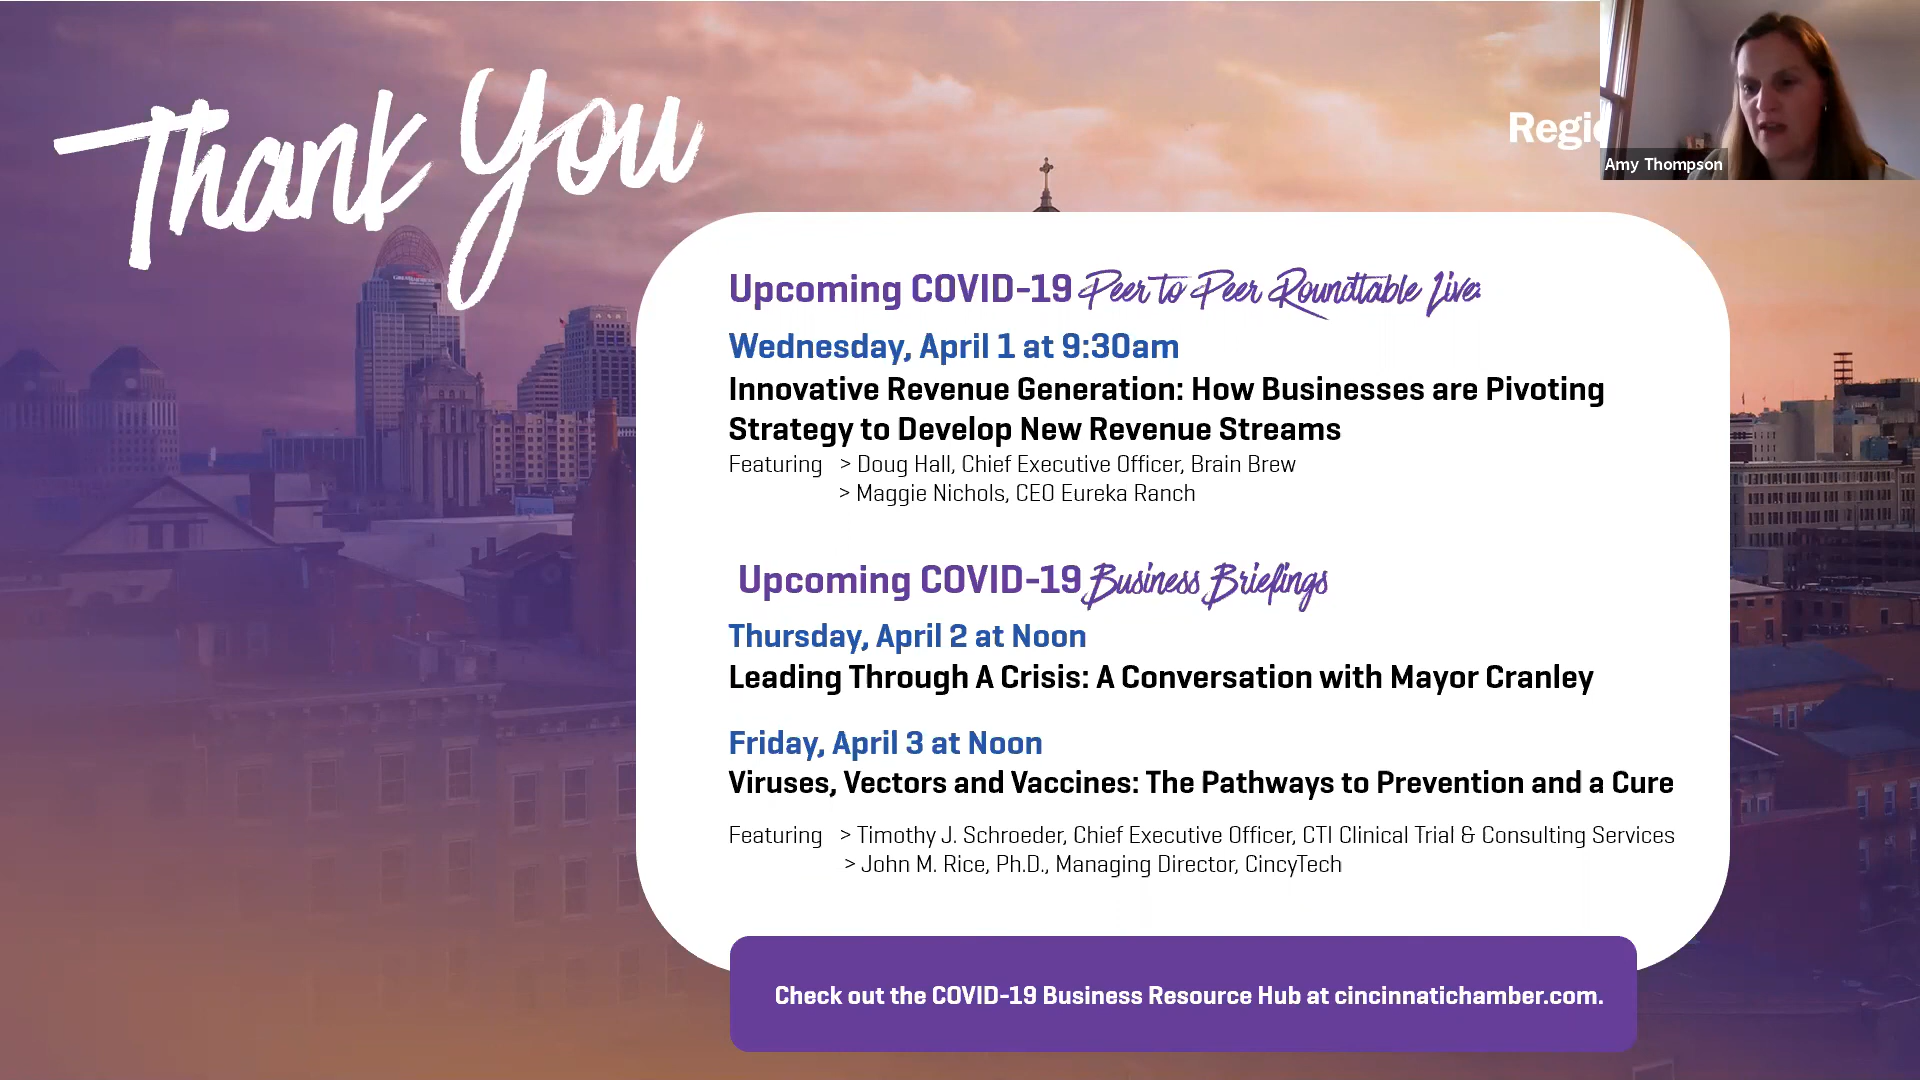 Thank You
Regi
Amy Thompson
Upcoming COVID-19 Peer to Peer Roundtable Live:
Wednesday, April 1 at 9:30am
Innovative Revenue Generation: How Businesses are Pivoting
Strategy to Develop New Revenue Streams
Featuring > Doug Hall, Chief Executive Officer, Brain Brew
> Maggie Nichols, CEO Eureka Ranch
Upcoming COVID-19 Business Briefings
Thursday, April 2 at Noon
Leading Through A Crisis: A Conversation with Mayor Cranley
Friday, April 3 at Noon
Viruses, Vectors and Vaccines: The Pathways to Prevention and a Cure
Featuring > Timothy J. Schroeder, Chief Executive Officer, CTI Clinical Trial & Consulting Services
> John M. Rice, Ph.D., Managing Director, CincyTech
Check out the COVID-19 Business Resource Hub at cincinnatichamber.com.